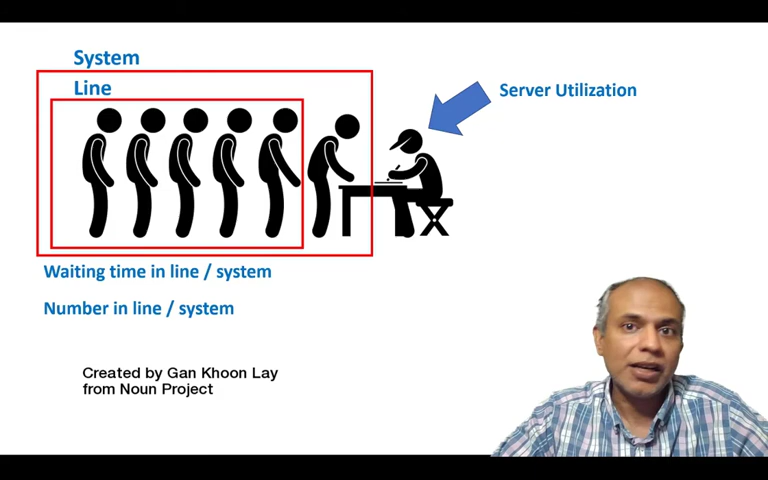 System
Line
Server Utilization
Waiting time in line / system
Number in line / system
Created by Gan Khoon Lay
from Noun Project